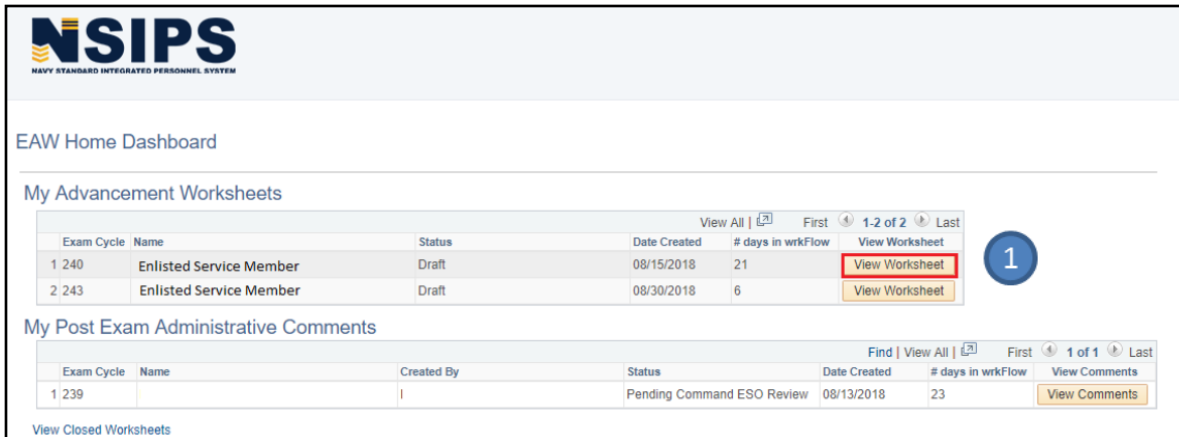 NSIPS
NAVY STANDARD INTEGRATED PERSONNEL SYSTEM
EAW Home Dashboard
My Advancement Worksheets
View All | First 1-2 of 2 Last
Exam Cycle Name Status Date Created # days in wrkFlow View Worksheet
1 240 Enlisted Service Member Draft 08/15/2018 21 View Worksheet
1
2 243 Enlisted Service Member Draft 08/30/2018 6 View Worksheet
My Post Exam Administrative Comments
Find | View All | First 1 of 1 Last
Exam Cycle Name Created By Status Date Created # days in wrkFlow View Comments
1 239 Pending Command ESO Review 08/13/2018 23 View Comments
View Closed Worksheets